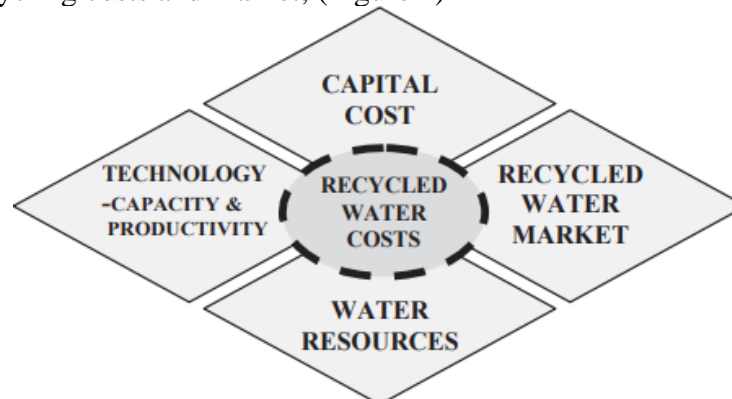 CAPITAL
COST
TECHNOLOGY
-CAPACITY &
PRODUCTIVITY
RECYCLED
WATER
COSTS
RECYCLED
WATER
MARKET
WATER
RESOURCES